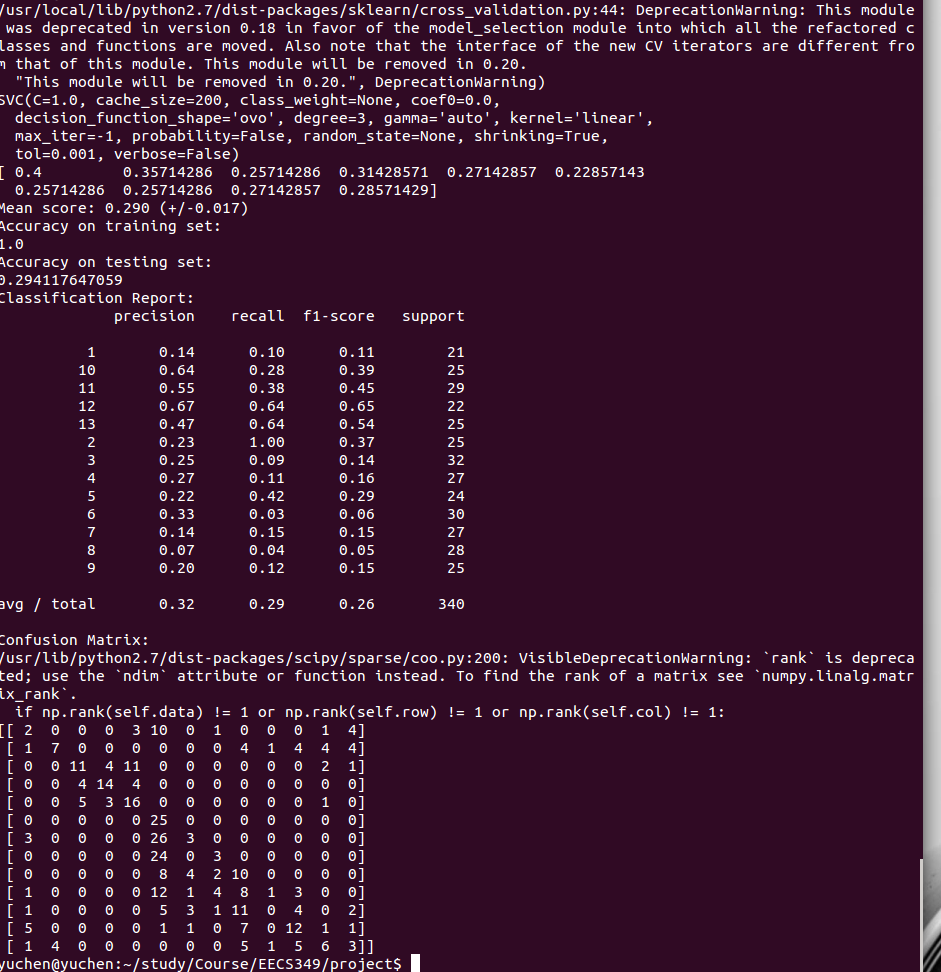 /usr/local/lib/python2.7/dist-packages/sklearn/cross_validation.py:44: DeprecationWarning: This module
 was deprecated in version 0.18 in favor of the model_selection module into which all the refactored c
lasses and functions are moved. Also note that the interface of the new CV iterators are different fro
m that of this module. This module will be removed in 0.20.
  "This module will be removed in 0.20.", DeprecationWarning)
SVC(C=1.0, cache_size=200, class_weight=None, coef0=0.0,
  decision_function_shape='ovo', degree=3, gamma='auto', kernel='linear',
  max_iter=-1, probability=False, random_state=None, shrinking=True,
  tol=0.001, verbose=False)
[ 0.4         0.35714286  0.25714286  0.31428571  0.27142857  0.22857143
  0.25714286  0.25714286  0.27142857  0.28571429]
Mean score: 0.290 (+/-0.017)
Accuracy on training set:
1.0
Accuracy on testing set:
0.294117647059
Classification Report:
             precision    recall  f1-score   support
          1       0.14      0.10      0.11        21
         10       0.64      0.28      0.39        25
         11       0.55      0.38      0.45        29
         12       0.67      0.64      0.65        22
         13       0.47      0.64      0.54        25
          2       0.23      1.00      0.37        25
          3       0.25      0.09      0.14        32
          4       0.27      0.11      0.16        27
          5       0.22      0.42      0.29        24
          6       0.33      0.03      0.06        30
          7       0.14      0.15      0.15        27
          8       0.07      0.04      0.05        28
          9       0.20      0.12      0.15        25
avg / total       0.32      0.29      0.26       340
Confusion Matrix:
/usr/lib/python2.7/dist-packages/scipy/sparse/coo.py:200: VisibleDeprecationWarning: `rank` is depreca
ted; use the `ndim` attribute or function instead. To find the rank of a matrix see `numpy.linalg.matr
ix_rank`.
  if np.rank(self.data) != 1 or np.rank(self.row) != 1 or np.rank(self.col) != 1:
[[ 2  0  0  0  3 10  0  1  0  0  0  1  4]
 [ 1  7  0  0  0  0  0  0  4  1  4  4  4]
 [ 0  0 11  4 11  0  0  0  0  0  0  2  1]
 [ 0  0  4 14  4  0  0  0  0  0  0  0  0]
 [ 0  0  5  3 16  0  0  0  0  0  0  1  0]
 [ 0  0  0  0  0 25  0  0  0  0  0  0  0]
 [ 3  0  0  0  0 26  3  0  0  0  0  0  0]
 [ 0  0  0  0  0 24  0  3  0  0  0  0  0]
 [ 0  0  0  0  0  8  4  2 10  0  0  0  0]
 [ 1  0  0  0  0 12  1  4  8  1  3  0  0]
 [ 1  0  0  0  0  5  3  1 11  0  4  0  2]
 [ 5  0  0  0  0  1  1  0  7  0 12  1  1]
 [ 1  4  0  0  0  0  0  0  5  1  5  6  3]]
yuchen@yuchen:~/study/Course/EECS349/project$